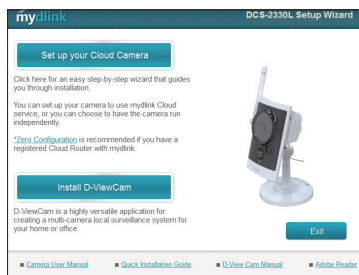 mydlink
DCS-2330L Setup Wizard
Set up your Cloud Camera
Click here for an easy step-by-step wizard that guides
you through installation.
You can set up your camera to use mydlink Cloud
service, or you can choose to have the camera run
independently.
*Zero Configuration is recommended if you have a
registered Cloud Router with mydlink.
Install D-ViewCam
D-ViewCam is a highly versatile application for
creating a multi-camera local surveillance system for
your home or office.
Exit
Camera User Manual
Quick Installation Guide
D-View Cam Manual
Adobe Reader